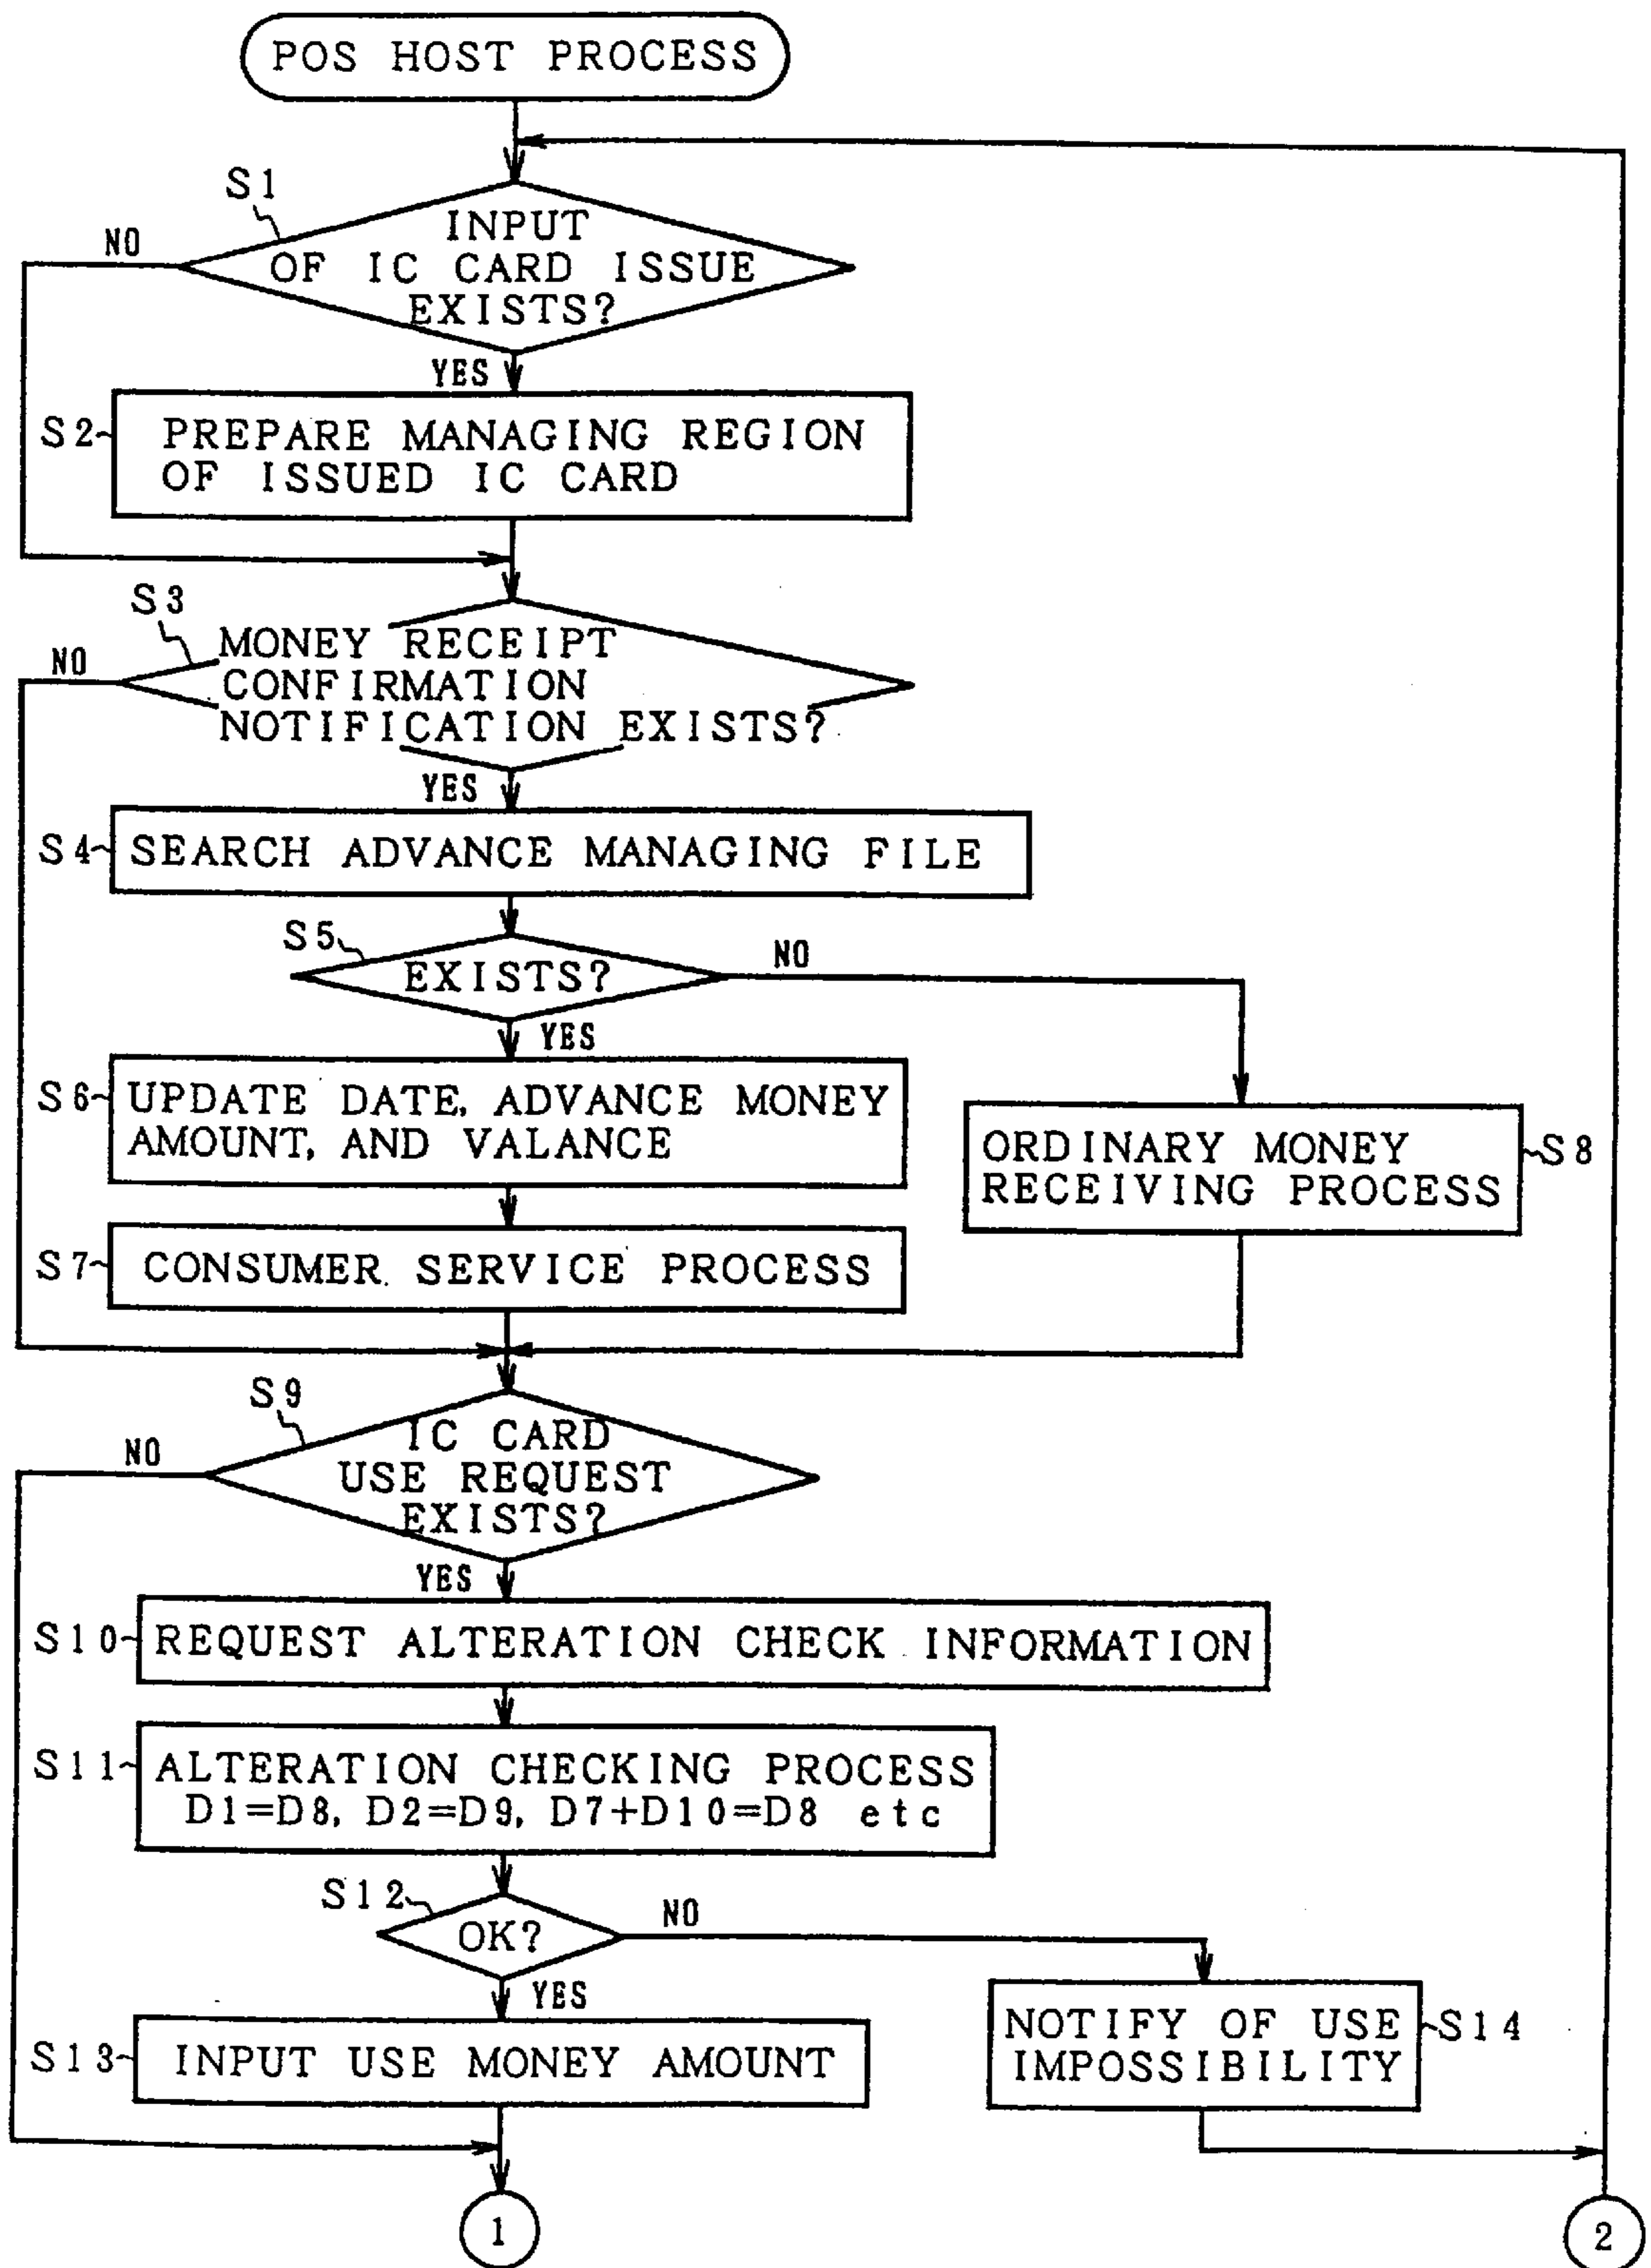 POS HOST PROCESS
S1
INPUT
OF IC CARD ISSUE
EXISTS?
NO
YES
S2
PREPARE MANAGING REGION
OF ISSUED IC CARD
S3
MONEY RECEIPT
CONFIRMATION
NOTIFICATION EXISTS?
NO
YES
S4
SEARCH ADVANCE MANAGING FILE
S5
EXISTS?
NO
YES
S6
UPDATE DATE, ADVANCE MONEY
AMOUNT, AND VALANCE
ORDINARY MONEY
RECEIVING PROCESS
S8
S7
CONSUMER SERVICE PROCESS
S9
IC CARD
USE REQUEST
EXISTS?
NO
YES
S10
REQUEST ALTERATION CHECK INFORMATION
S11
ALTERATION CHECKING PROCESS
D1=D8, D2=D9, D7+D10=D8 etc
S12
OK?
NO
YES
S13
INPUT USE MONEY AMOUNT
NOTIFY OF USE
IMPOSSIBILITY
S14
1
2